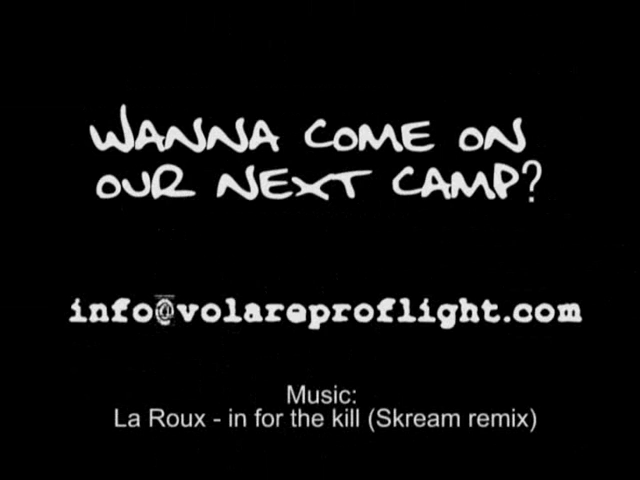 WANNA COME ON
OUR NEXT CAMP?
info@volareproflight.com
Music:
La Roux - in for the kill (Skream remix)